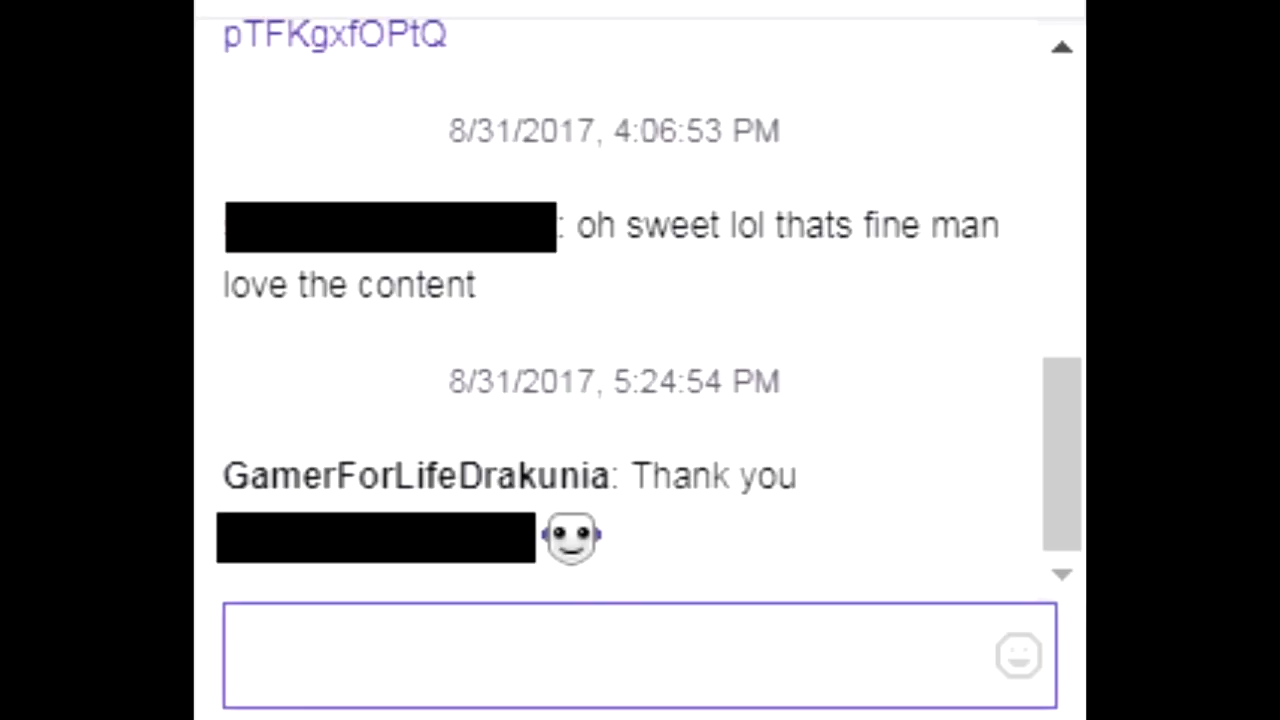 pTFKgxfOPtQ
8/31/2017, 4:06:53 PM
: oh sweet lol thats fine man
love the content
8/31/2017, 5:24:54 PM
GamerForLifeDrakunia: Thank you